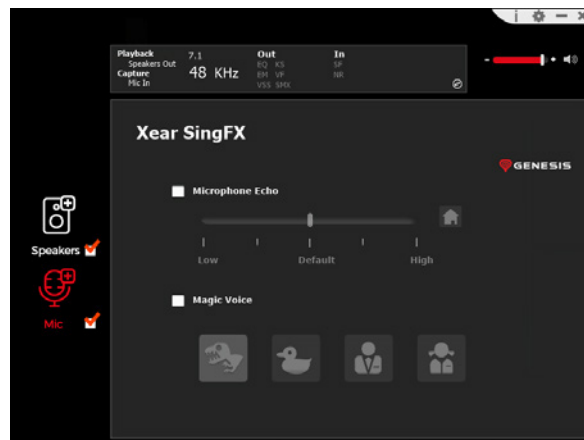 Playback 7.1 Out In
Speakers Out EQ KS SF
Capture 48 KHz EM VF NR
Mic In VSS SMX
Xear SingFX
GENESIS
Microphone Echo
Low Default High
Speakers
Magic Voice
Mic